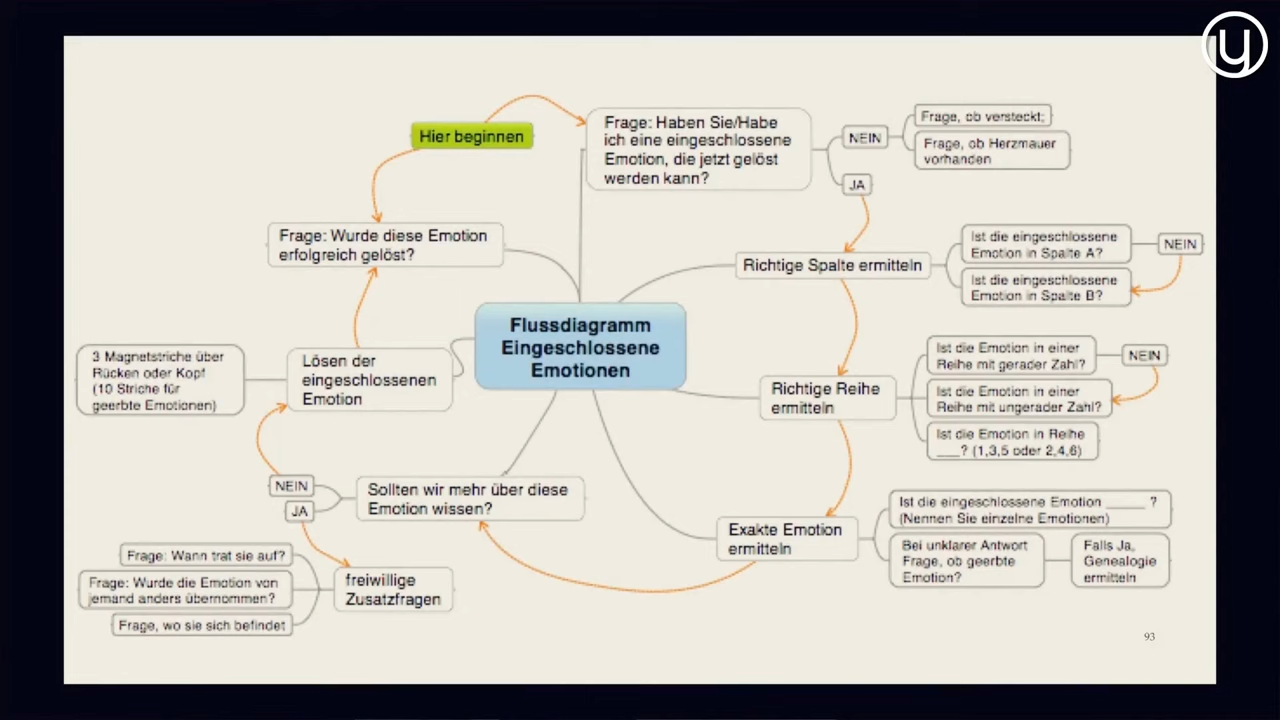 Hier beginnen
Frage: Haben Sie/Habe
ich eine eingeschlossene
Emotion, die jetzt gelöst
werden kann?
NEIN
Frage, ob versteckt;
Frage, ob Herzmauer
vorhanden
JA
Richtige Spalte ermitteln
Ist die eingeschlossene
Emotion in Spalte A?
NEIN
Ist die eingeschlossene
Emotion in Spalte B?
Flussdiagramm
Eingeschlossene
Emotionen
Richtige Reihe
ermitteln
Ist die Emotion in einer
Reihe mit gerader Zahl?
NEIN
Ist die Emotion in einer
Reihe mit ungerader Zahl?
Ist die Emotion in Reihe
___? (1,3,5 oder 2,4,6)
Exakte Emotion
ermitteln
Ist die eingeschlossene Emotion _____ ?
(Nennen Sie einzelne Emotionen)
Bei unklarer Antwort
Frage, ob geerbte
Emotion?
Falls Ja,
Genealogie
ermitteln
Sollten wir mehr über diese
Emotion wissen?
NEIN
JA
freiwillige
Zusatzfragen
Frage: Wann trat sie auf?
Frage: Wurde die Emotion von
jemand anders übernommen?
Frage, wo sie sich befindet
Lösen der
eingeschlossenen
Emotion
3 Magnetstriche über
Rücken oder Kopf
(10 Striche für
geerbte Emotionen)
Frage: Wurde diese Emotion
erfolgreich gelöst?
93
y